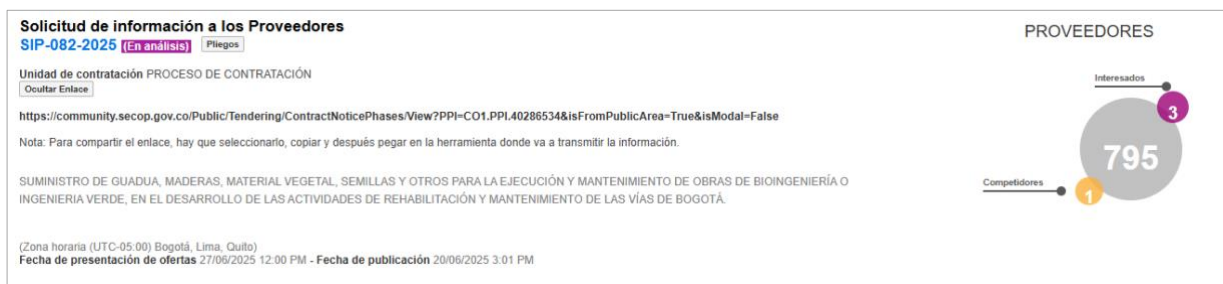 Solicitud de información a los Proveedores
SIP-082-2025 (En análisis) Pliegos
Unidad de contratación PROCESO DE CONTRATACIÓN
Ocultar Enlace
https://community.secop.gov.co/Public/Tendering/ContractNoticePhases/View?PPI=CO1.PPI.40286534&isFromPublicArea=True&isModal=False
Nota: Para compartir el enlace, hay que seleccionarlo, copiar y después pegar en la herramienta donde va a transmitir la información.
SUMINISTRO DE GUADUA, MADERAS, MATERIAL VEGETAL, SEMILLAS Y OTROS PARA LA EJECUCIÓN Y MANTENIMIENTO DE OBRAS DE BIOINGENIERÍA O
INGENIERIA VERDE, EN EL DESARROLLO DE LAS ACTIVIDADES DE REHABILITACIÓN Y MANTENIMIENTO DE LAS VÍAS DE BOGOTÁ.
(Zona horaria (UTC-05:00) Bogotá, Lima, Quito)
Fecha de presentación de ofertas 27/06/2025 12:00 PM - Fecha de publicación 20/06/2025 3:01 PM
PROVEEDORES
Interesados
3
795
Competidores
1